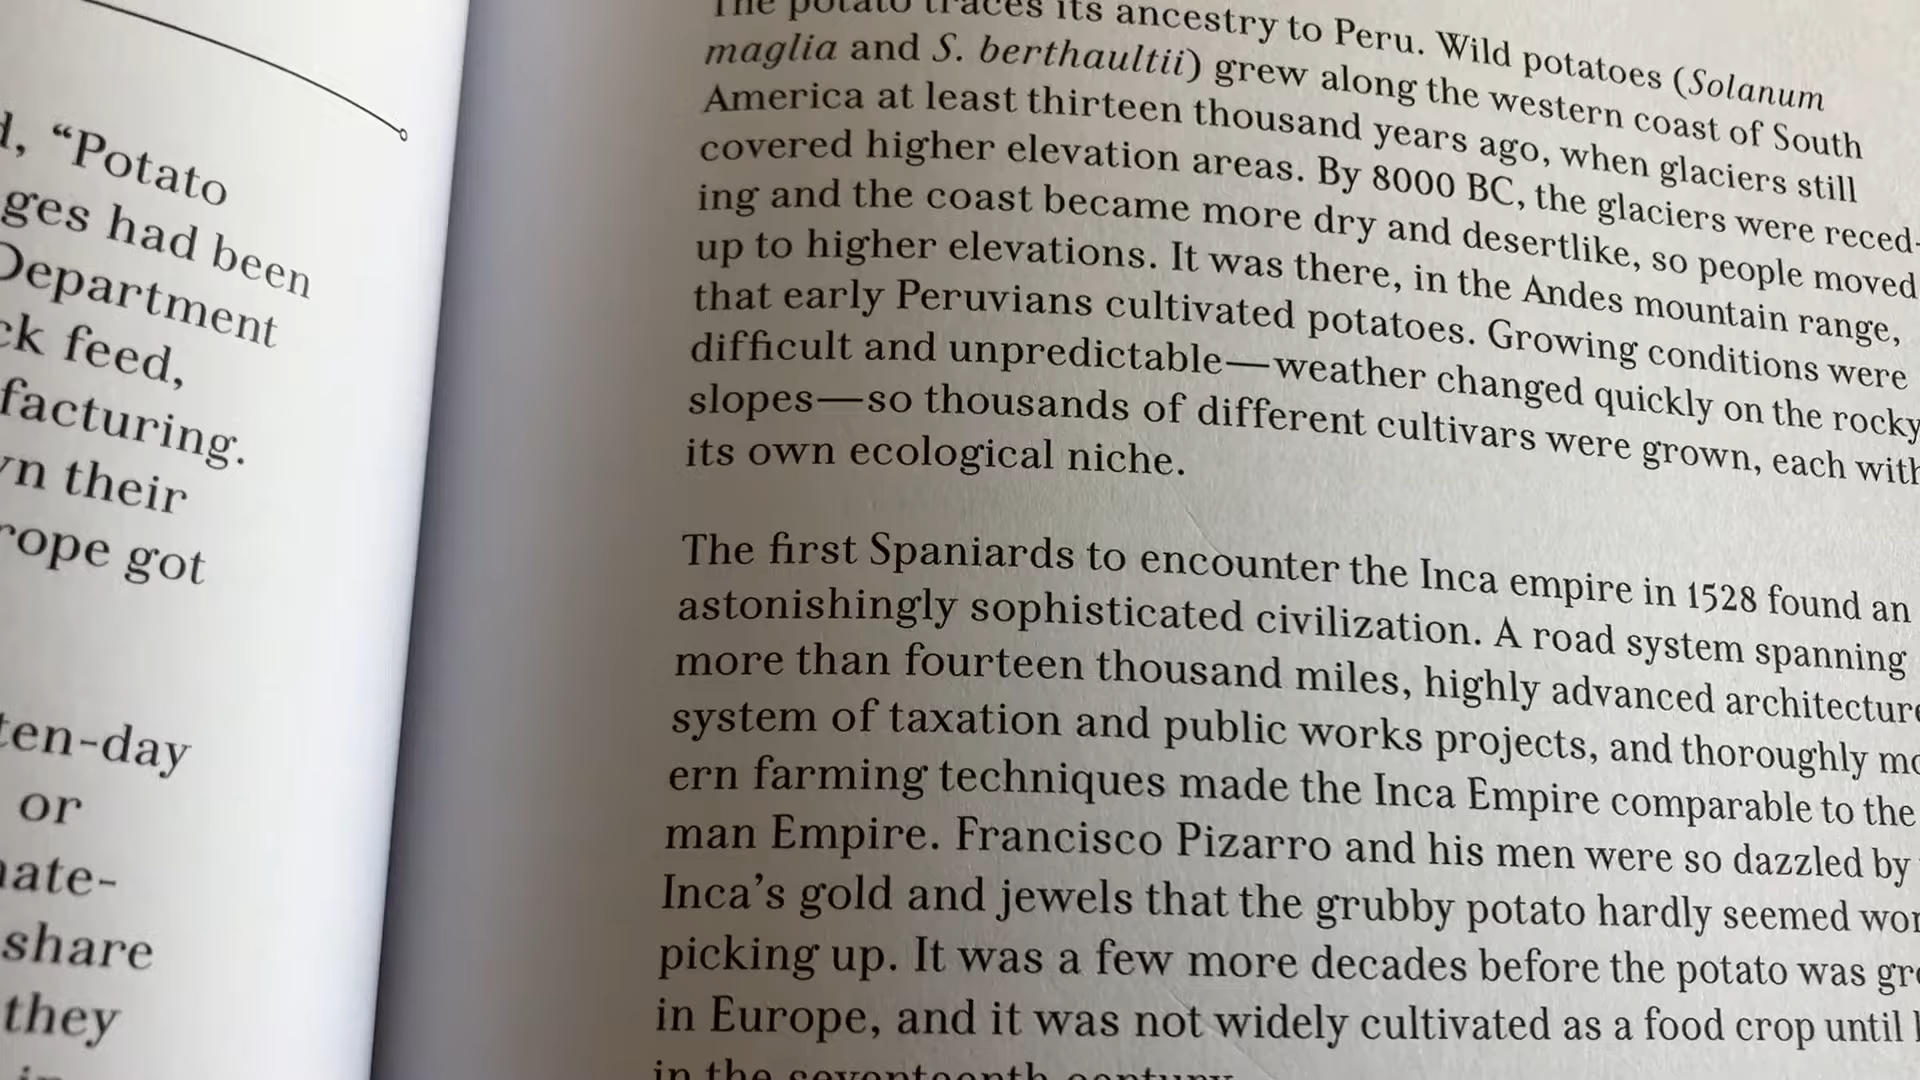 “Potato
had been
Department
feed,
their
got
ten-day
or
share
they
The potato traces its ancestry to Peru. Wild potatoes (Solanum
maglia and S. berthaultii) grew along the western coast of South
America at least thirteen thousand years ago, when glaciers still
covered higher elevation areas. By 8000 BC, the glaciers were reced-
ing and the coast became more dry and desertlike, so people moved
up to higher elevations. It was there, in the Andes mountain range,
that early Peruvians cultivated potatoes. Growing conditions were
difficult and unpredictable—weather changed quickly on the rocky
slopes—so thousands of different cultivars were grown, each with
its own ecological niche.
The first Spaniards to encounter the Inca empire in 1528 found an
astonishingly sophisticated civilization. A road system spanning
more than fourteen thousand miles, highly advanced architecture
system of taxation and public works projects, and thoroughly
ern farming techniques made the Inca Empire comparable to the
man Empire. Francisco Pizarro and his men were so dazzled by
Inca’s gold and jewels that the grubby potato hardly seemed
picking up. It was a few more decades before the potato was
in Europe, and it was not widely cultivated as a food crop until
in the seventeenth century.